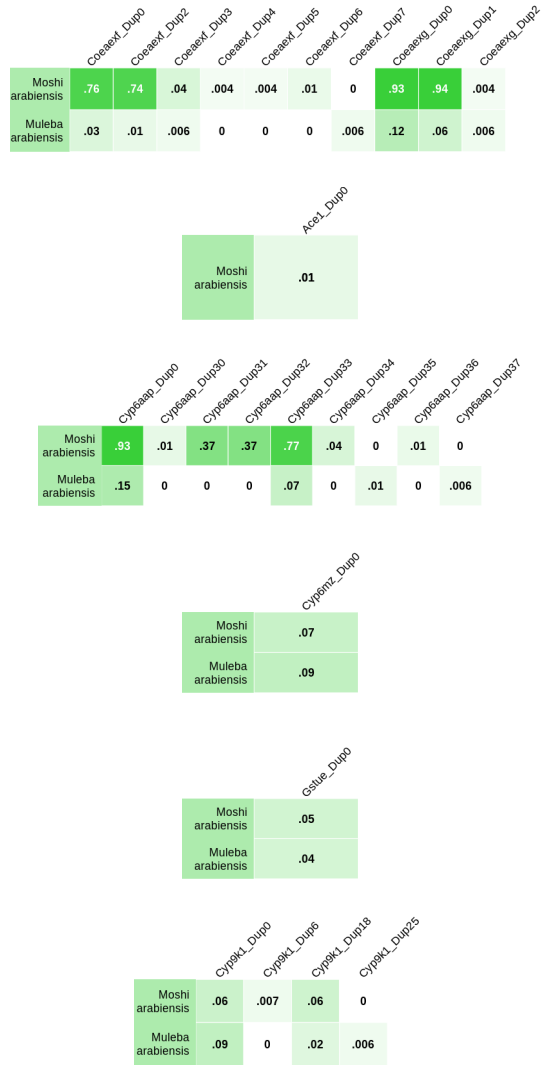 Coeaexf_Dup0 Coeaexf_Dup2 Coeaexf_Dup3 Coeaexf_Dup4 Coeaexf_Dup5 Coeaexf_Dup6 Coeaexf_Dup7 Coeaexg_Dup0 Coeaexg_Dup1 Coeaexg_Dup2
Moshi
arabiensis
.76 .74 .04 .004 .004 .01 0 .93 .94 .004
Muleba
arabiensis
.03 .01 .006 0 0 0 .006 .12 .06 .006
Ace1_Dup0
Moshi
arabiensis
.01
Cyp6aap_Dup0 Cyp6aap_Dup30 Cyp6aap_Dup31 Cyp6aap_Dup32 Cyp6aap_Dup33 Cyp6aap_Dup34 Cyp6aap_Dup35 Cyp6aap_Dup36 Cyp6aap_Dup37
Moshi
arabiensis
.93 .01 .37 .37 .77 .04 0 .01 0
Muleba
arabiensis
.15 0 0 0 .07 0 .01 0 .006
Cyp6mz_Dup0
Moshi
arabiensis
.07
Muleba
arabiensis
.09
Gstue_Dup0
Moshi
arabiensis
.05
Muleba
arabiensis
.04
Cyp9k1_Dup0 Cyp9k1_Dup6 Cyp9k1_Dup18 Cyp9k1_Dup25
Moshi
arabiensis
.06 .007 .06 0
Muleba
arabiensis
.09 0 .02 .006